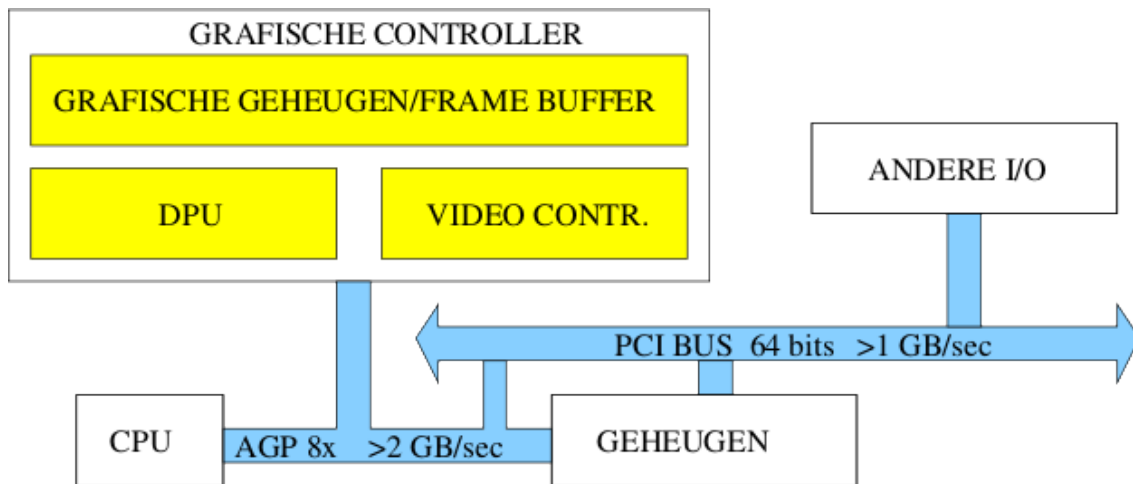 GRAFISCHE CONTROLLER
GRAFISCHE GEHEUGEN/FRAME BUFFER
DPU
VIDEO CONTR.
ANDERE I/O
PCI BUS 64 bits >1 GB/sec
CPU
AGP 8x >2 GB/sec
GEHEUGEN